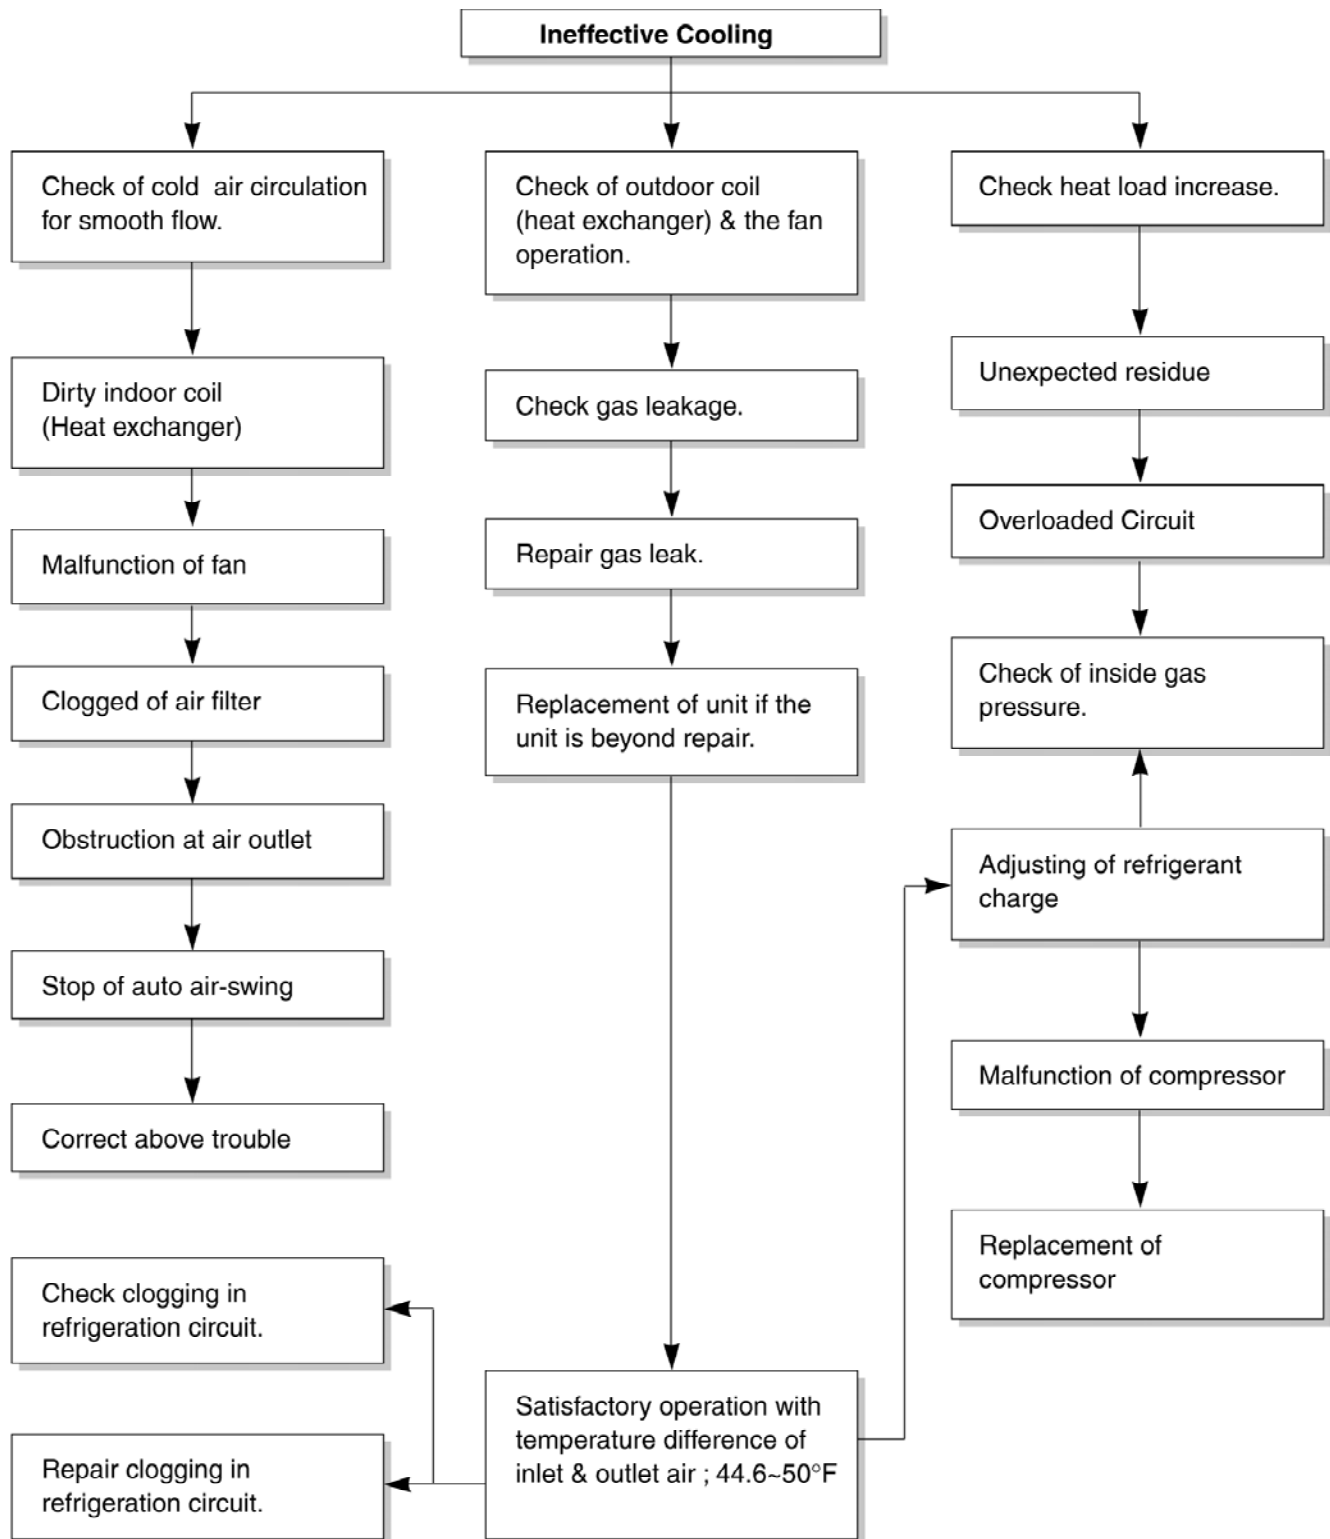 Ineffective Cooling
Check of cold air circulation
for smooth flow.
Dirty indoor coil
(Heat exchanger)
Malfunction of fan
Clogged of air filter
Obstruction at air outlet
Stop of auto air-swing
Correct above trouble
Check clogging in
refrigeration circuit.
Repair clogging in
refrigeration circuit.
Check of outdoor coil
(heat exchanger) & the fan
operation.
Check gas leakage.
Repair gas leak.
Replacement of unit if the
unit is beyond repair.
Satisfactory operation with
temperature difference of
inlet & outlet air ; 44.6~50°F
Check heat load increase.
Unexpected residue
Overloaded Circuit
Check of inside gas
pressure.
Adjusting of refrigerant
charge
Malfunction of compressor
Replacement of
compressor